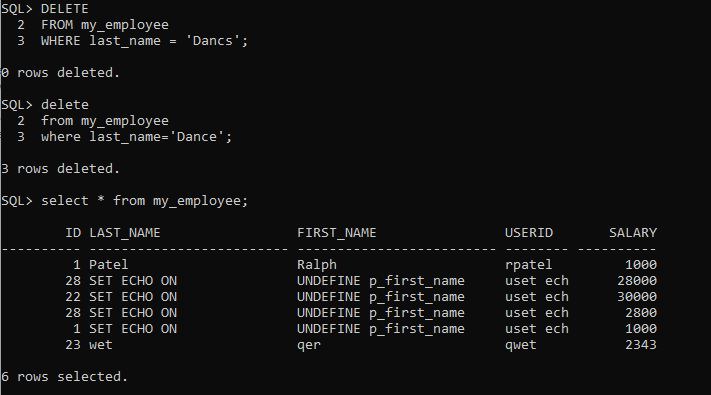 SQL> DELETE
  2  FROM my_employee
  3  WHERE last_name = 'Dancs';
0 rows deleted.
SQL> delete
  2  from my_employee
  3  where last_name='Dance';
3 rows deleted.
SQL> select * from my_employee;
        ID LAST_NAME                 FIRST_NAME                USERID       SALARY
---------- ------------------------- ------------------------- -------- ----------
         1 Patel                     Ralph                     rpatel         1000
        28 SET ECHO ON               UNDEFINE p_first_name     uset ech      28000
        22 SET ECHO ON               UNDEFINE p_first_name     uset ech      30000
        28 SET ECHO ON               UNDEFINE p_first_name     uset ech       2800
         1 SET ECHO ON               UNDEFINE p_first_name     uset ech       1000
        23 wet                       qer                       qwet           2343
6 rows selected.